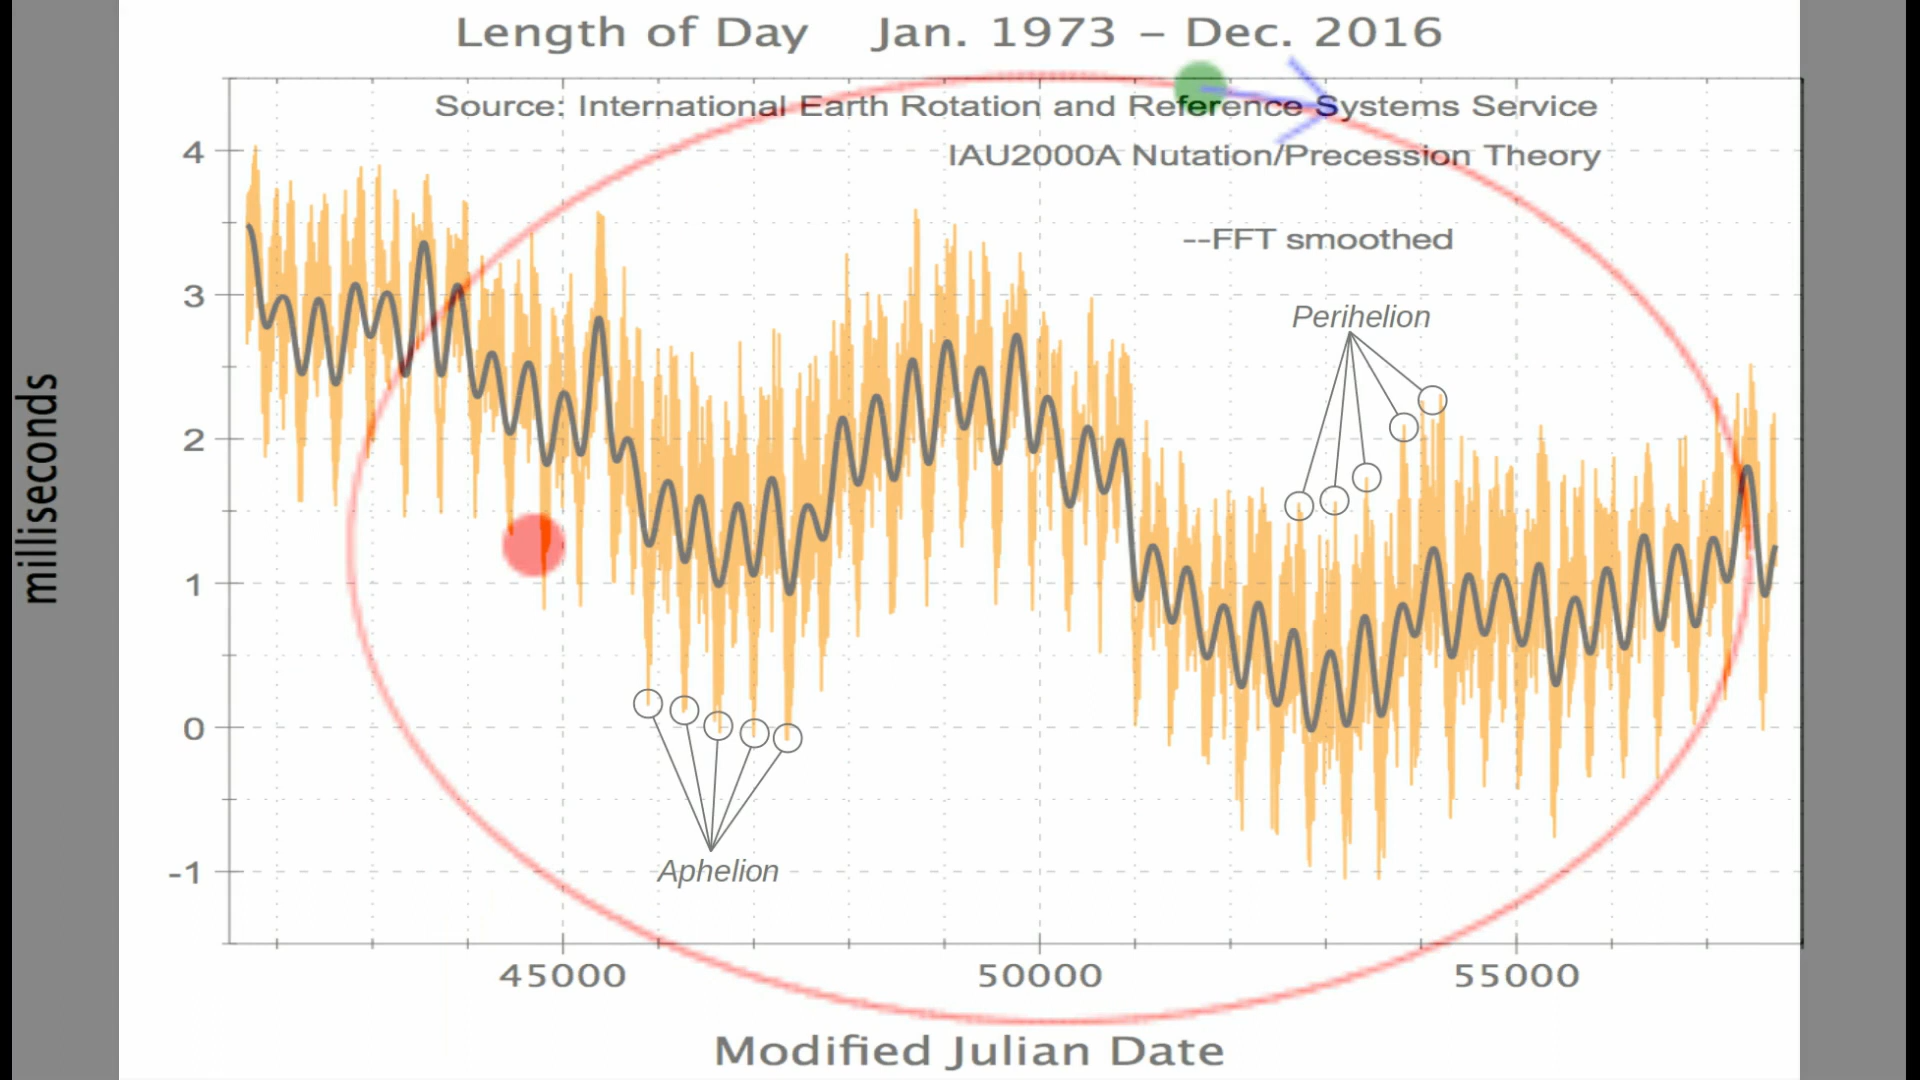 Length of Day Jan. 1973 – Dec. 2016
Source: International Earth Rotation and Reference Systems Service
IAU2000A Nutation/Precession Theory
--FFT smoothed
Perihelion
Aphelion
milliseconds
4
3
2
1
0
-1
45000 50000 55000
Modified Julian Date